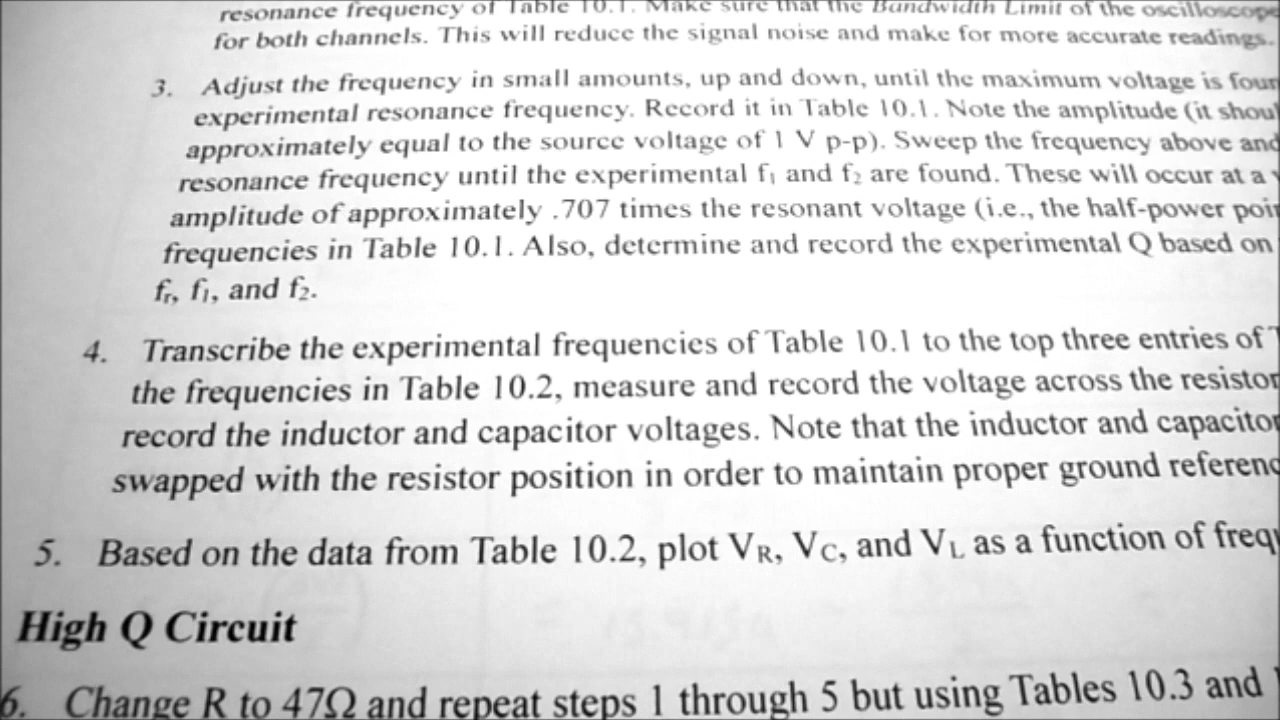 resonance frequency of Table 10.1. Make sure that the Bandwidth Limit of the oscilloscope
for both channels. This will reduce the signal noise and make for more accurate readings.
3. Adjust the frequency in small amounts, up and down, until the maximum voltage is foun
experimental resonance frequency. Record it in Table 10.1. Note the amplitude (it shoul
approximately equal to the source voltage of 1 V p-p). Sweep the frequency above and
resonance frequency until the experimental f₁ and f₂ are found. These will occur at a v
amplitude of approximately .707 times the resonant voltage (i.e., the half-power poin
frequencies in Table 10.1. Also, determine and record the experimental Q based on
fᵣ, f₁, and f₂.
4. Transcribe the experimental frequencies of Table 10.1 to the top three entries of T
the frequencies in Table 10.2, measure and record the voltage across the resistor
record the inductor and capacitor voltages. Note that the inductor and capacitor
swapped with the resistor position in order to maintain proper ground referenc
5. Based on the data from Table 10.2, plot VR, VC, and VL as a function of frequ
High Q Circuit
6. Change R to 47Ω and repeat steps 1 through 5 but using Tables 10.3 and 1